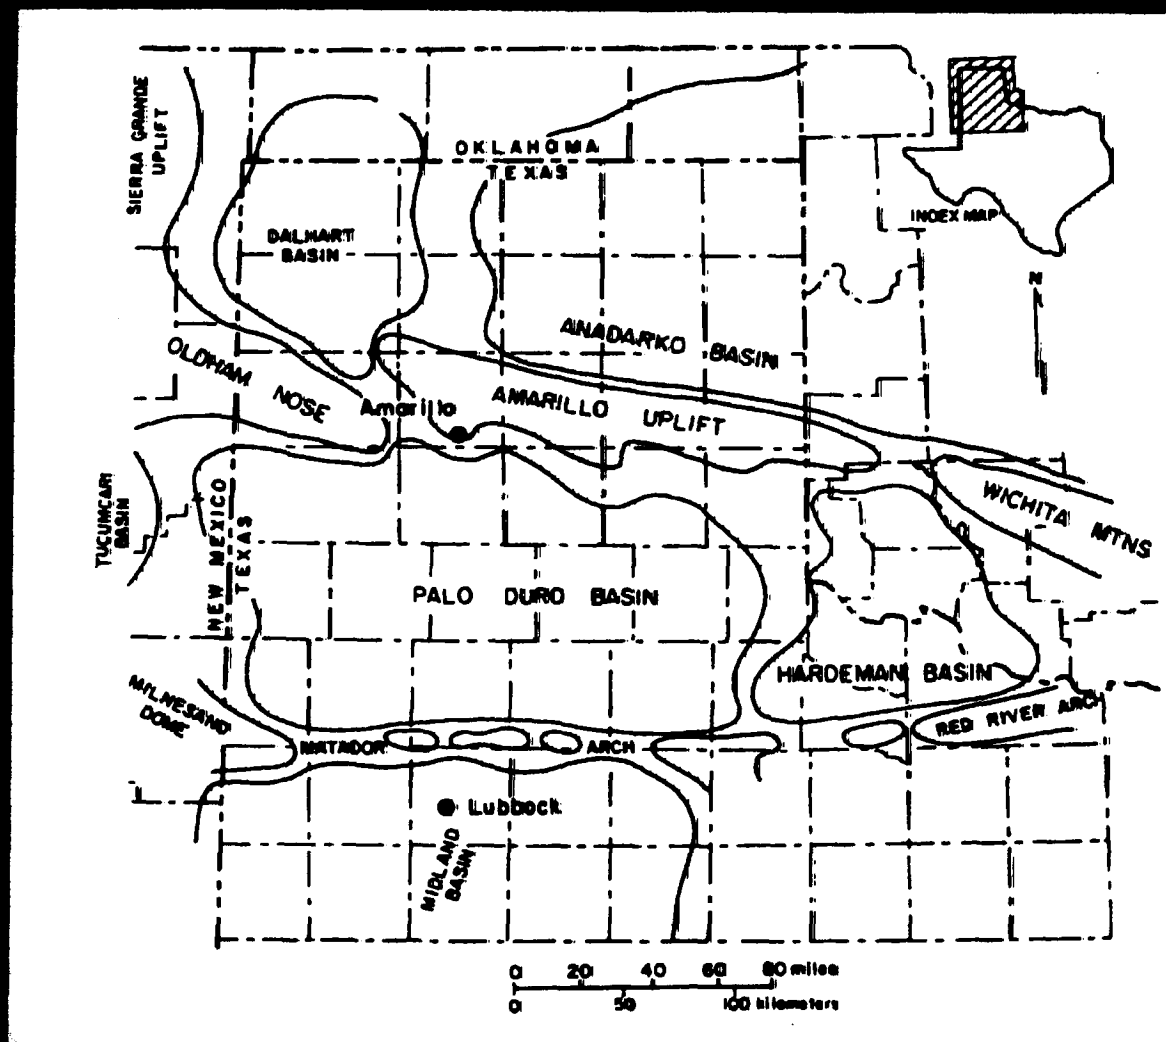 SIERRA GRANDE
UPLIFT
OKLAHOMA
TEXAS
INDEX MAP
DALHART
BASIN
N
ANADARKO BASIN
OLDHAM NOSE
Amarillo
AMARILLO UPLIFT
TUCUMCARI
BASIN
NEW MEXICO
TEXAS
WICHITA MTNS
PALO DURO BASIN
HARDEMAN BASIN
MILNESAND
DOME
MATADOR ARCH
RED RIVER ARCH
Lubbock
MIDLAND
BASIN
0 20 40 60 80 miles
0 50 100 kilometers